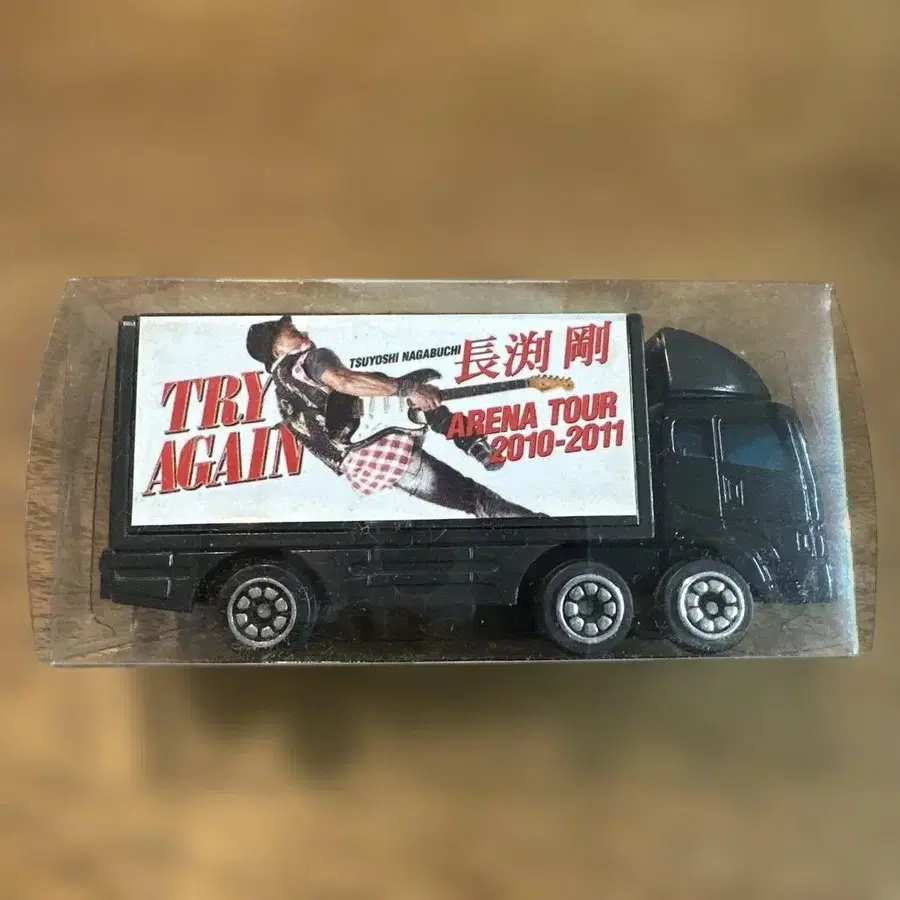 TRY
AGAIN
TSUYOSHI NAGABUCHI
長渕 剛
ARENA TOUR
2010-2011